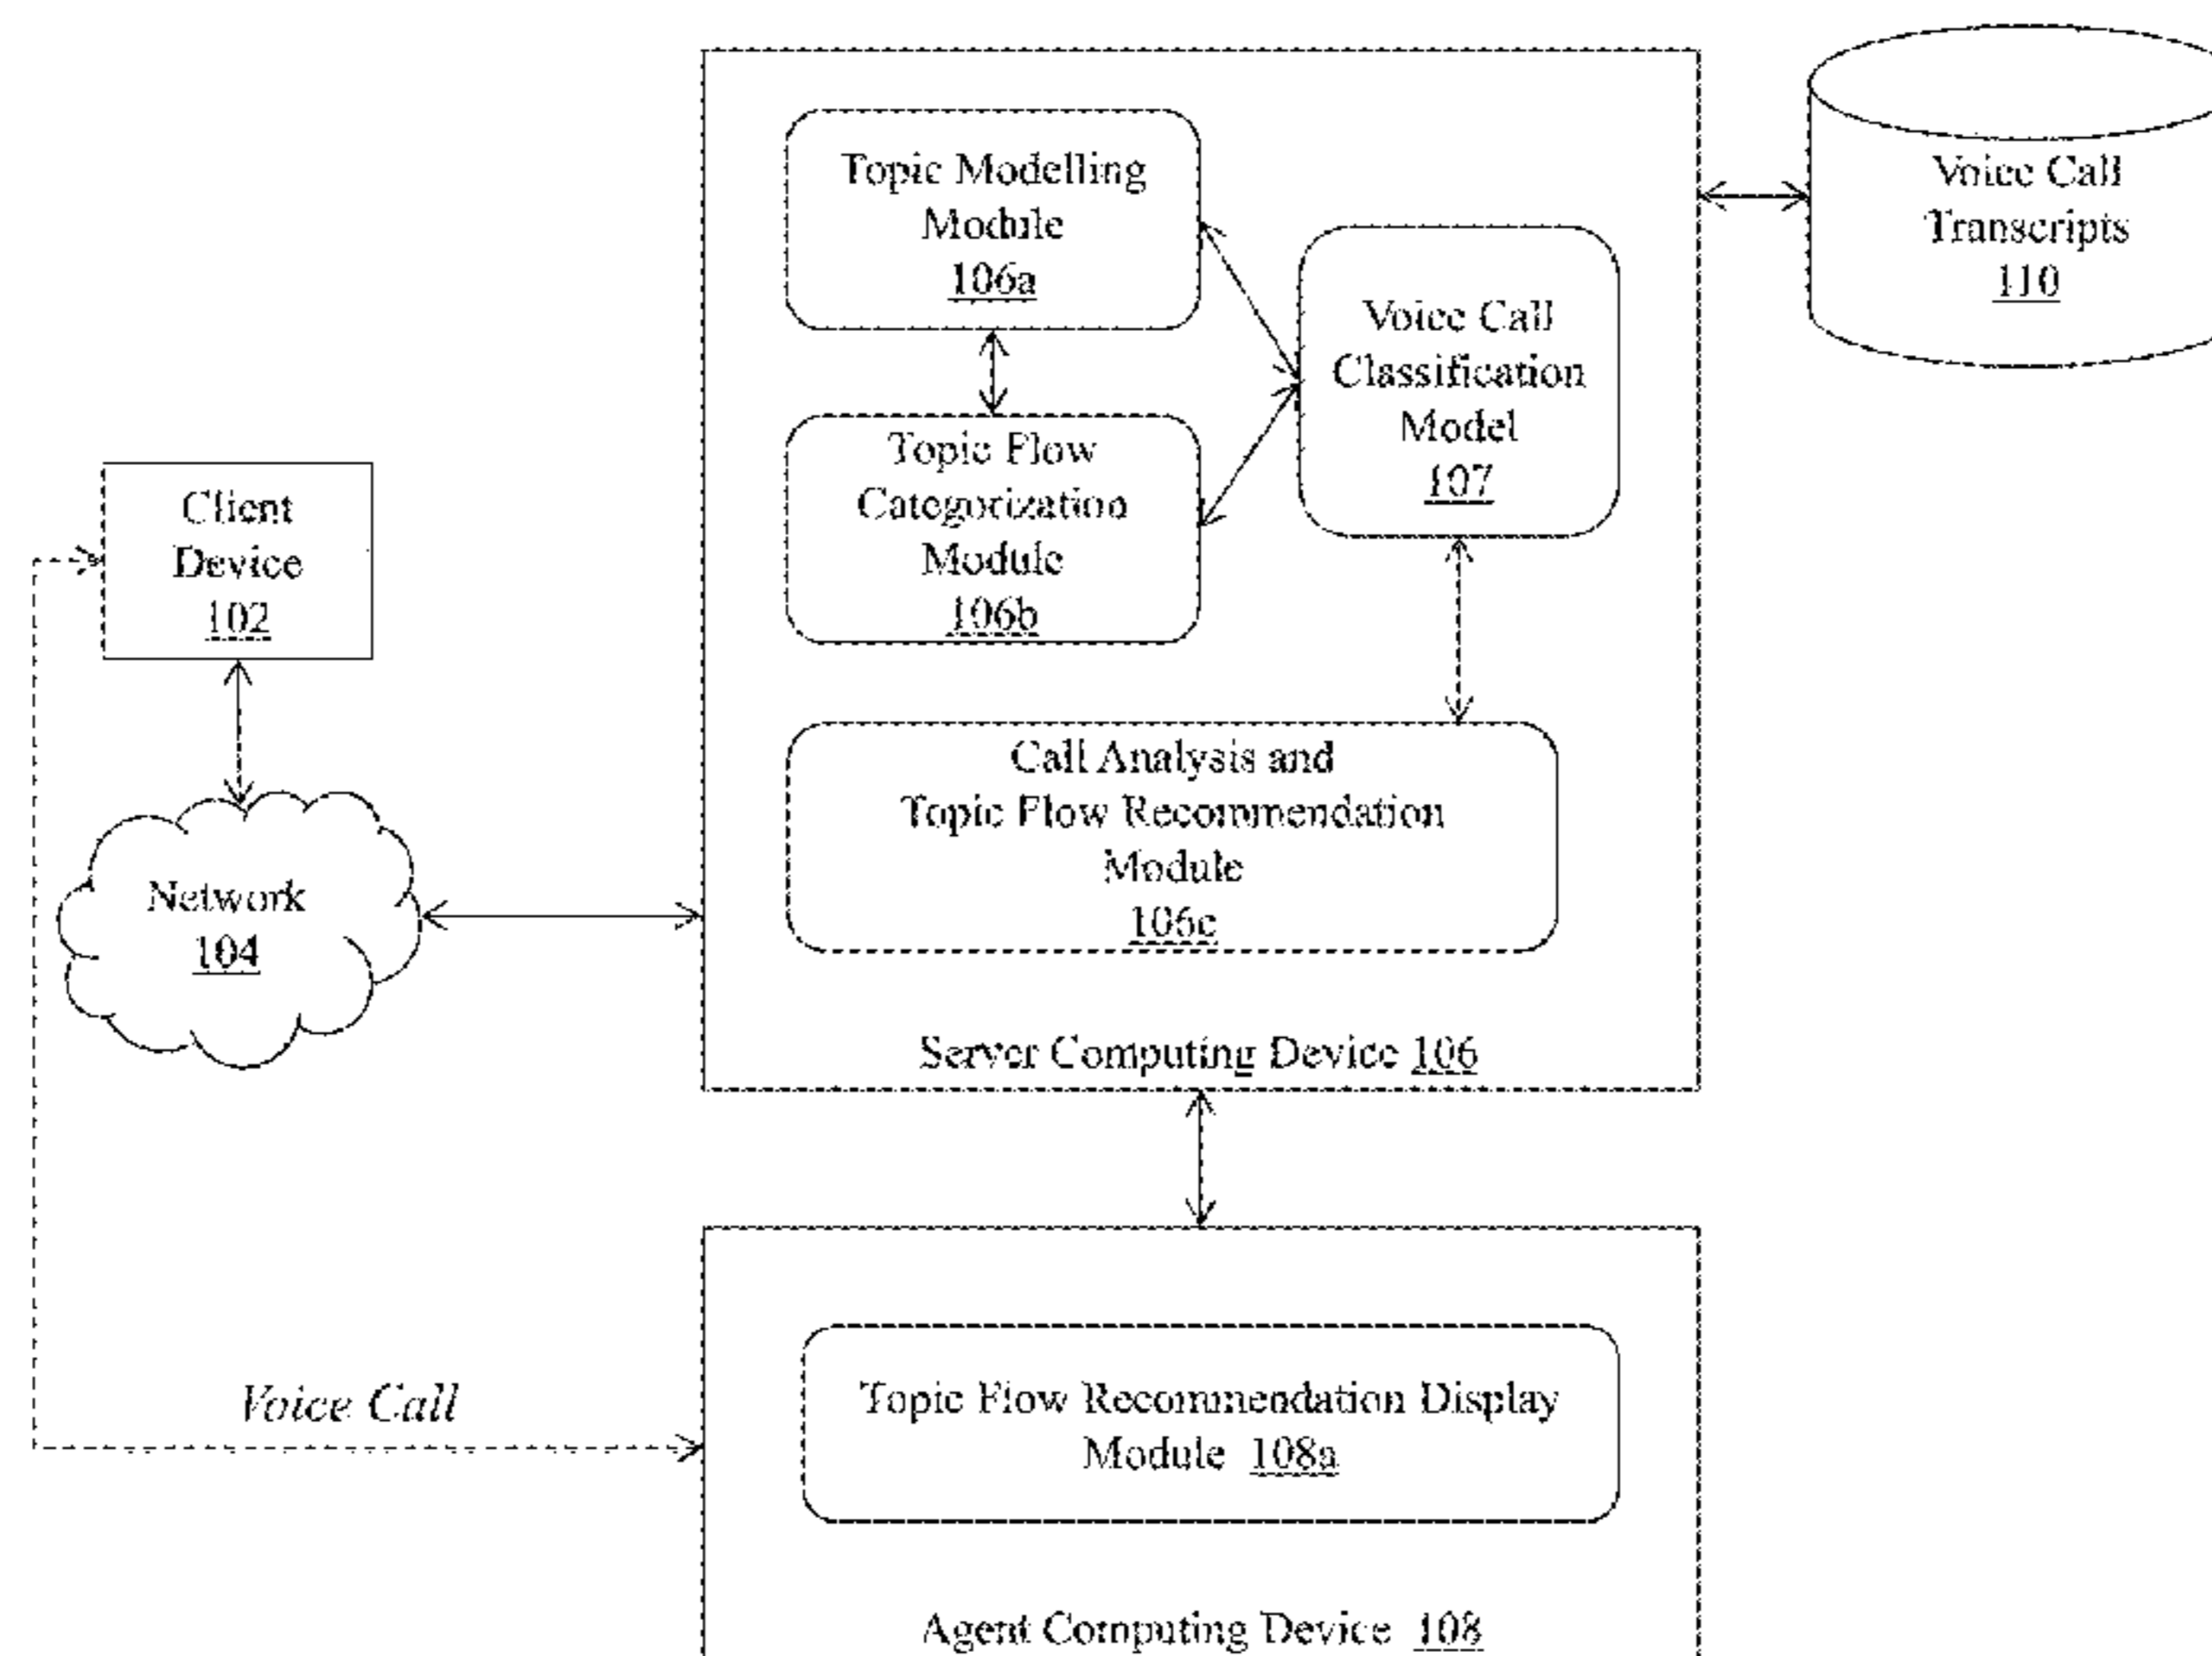 Topic Modelling
Module
106a
Voice Call
Transcripts
110
Voice Call
Classification
Model
107
Topic Flow
Categorization
Module
106b
Client
Device
102
Call Analysis and
Topic Flow Recommendation
Module
106c
Network
104
Server Computing Device 106
Voice Call
Topic Flow Recommendation Display
Module 108a
Agent Computing Device 108